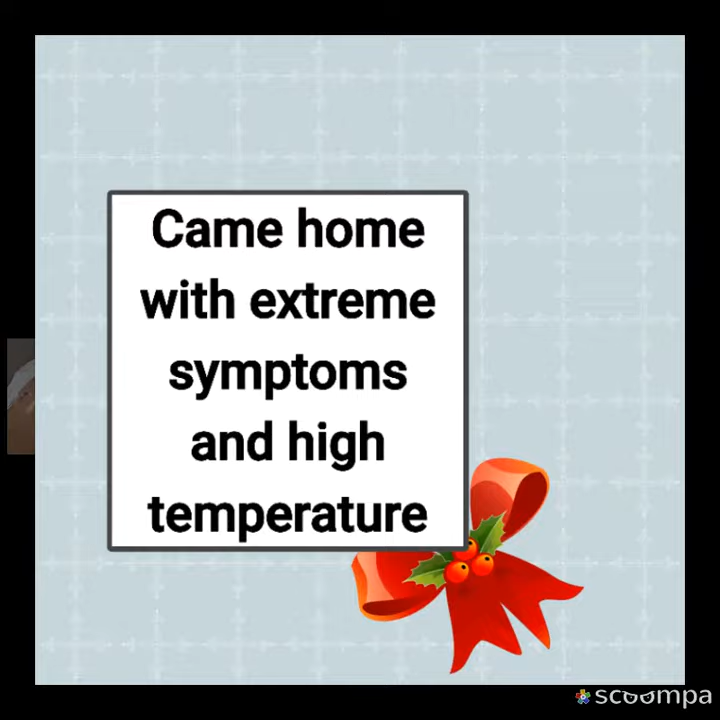 Came home
with extreme
symptoms
and high
temperature
scoompa